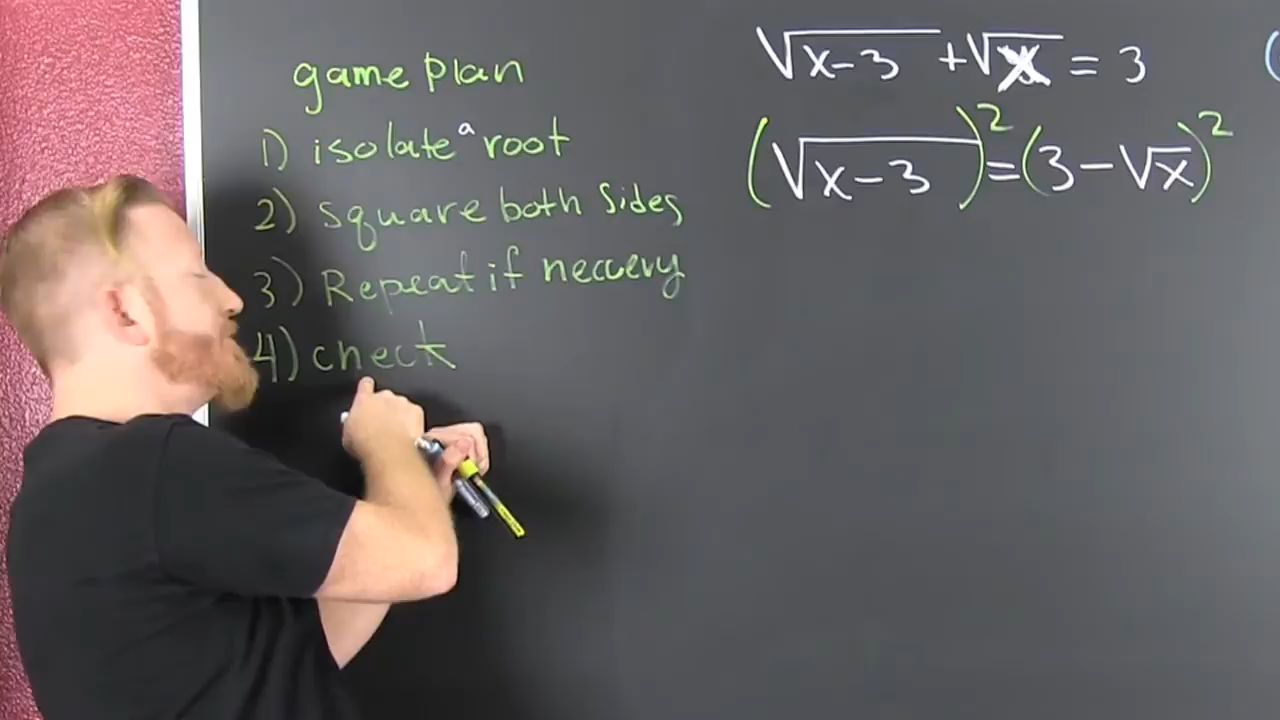 game plan
1) isolate a root
2) square both sides
3) Repeat if neccery
4) check
√x-3 + √x = 3
(√x-3)² = (3-√x)²